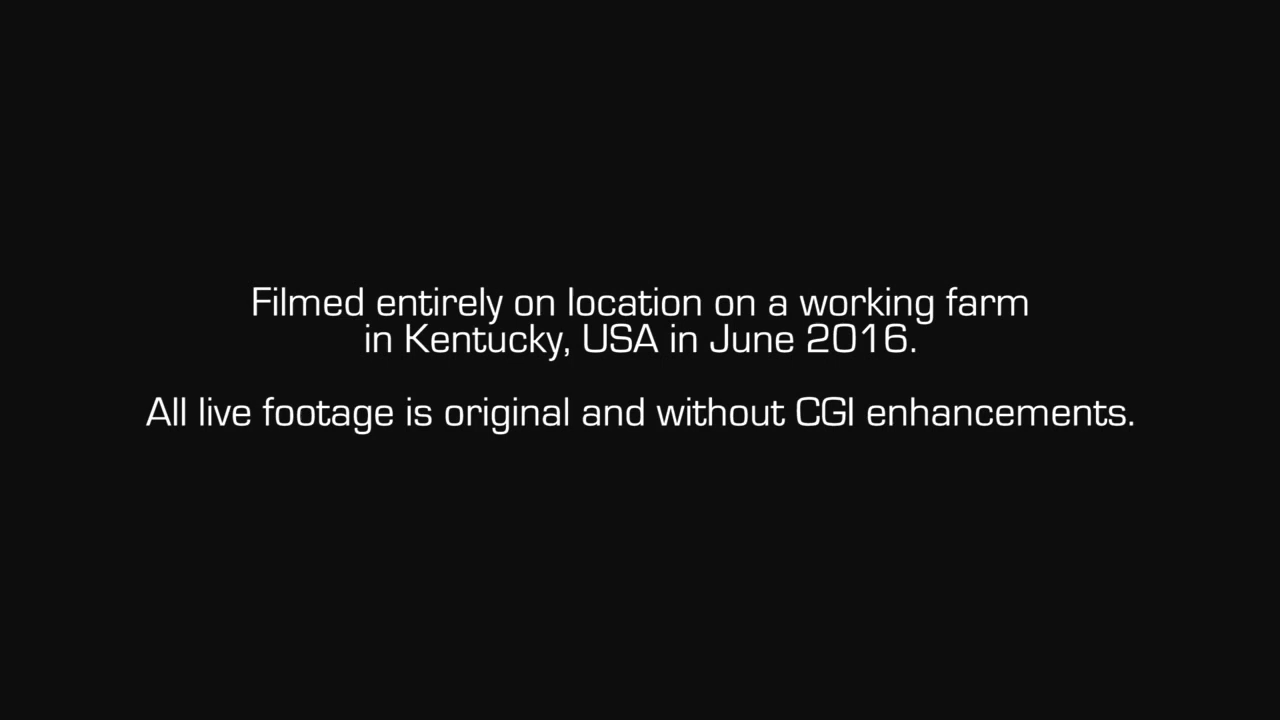 Filmed entirely on location on a working farm
in Kentucky, USA in June 2016.
All live footage is original and without CGI enhancements.